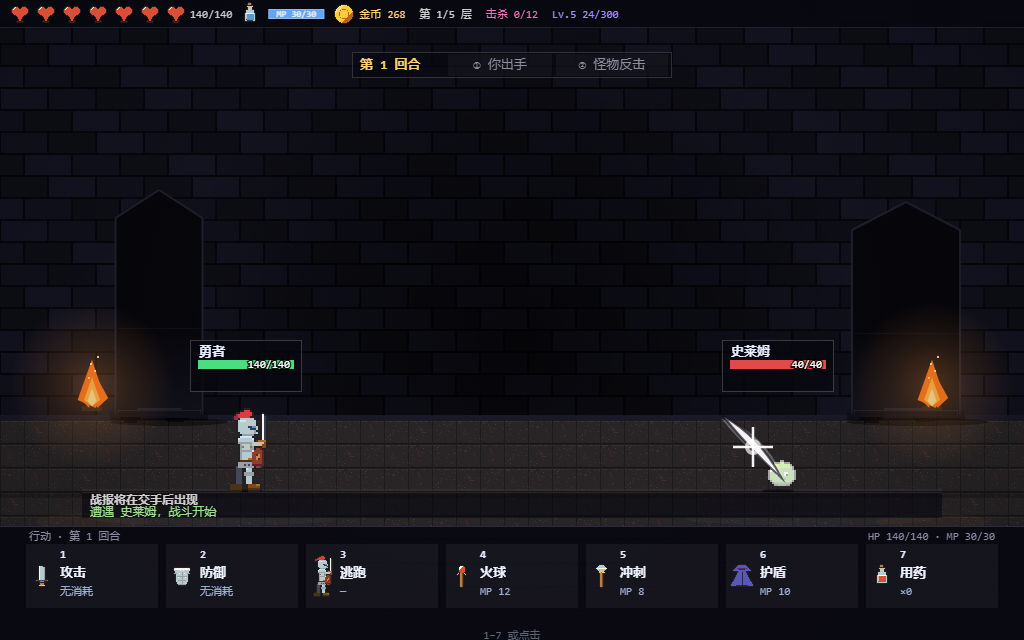 140/140 MP 30/30 金币 268 第 1/5 层 击杀 0/12 Lv.5 24/300
第 1 回合 ① 你出手 ② 怪物反击
勇者
140/140
史莱姆
40/40
战报将在交手后出现
遭遇 史莱姆, 战斗开始
行动 · 第 1 回合 HP 140/140 · MP 30/30
1 2 3 4 5 6 7
攻击 防御 逃跑 火球 冲刺 护盾 用药
无消耗 无消耗 — MP 12 MP 8 MP 10 ×0
1-7 或点击